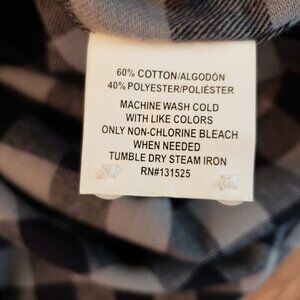 60% COTTON/ALGODÓN
40% POLYESTER/POLIÉSTER
MACHINE WASH COLD
WITH LIKE COLORS
ONLY NON-CHLORINE BLEACH
WHEN NEEDED
TUMBLE DRY STEAM IRON
RN#131525